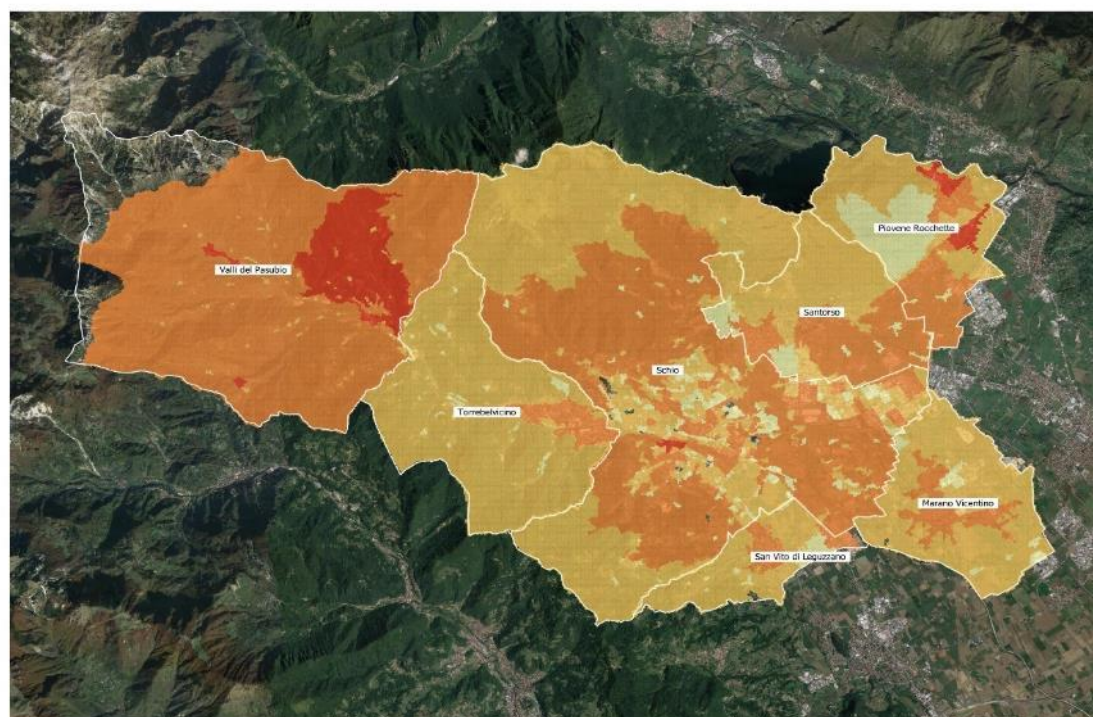 Piovene Rocchette
Valli del Pasubio
Santorso
Schio
Torrebelvicino
Marano Vicentino
San Vito di Leguzzano